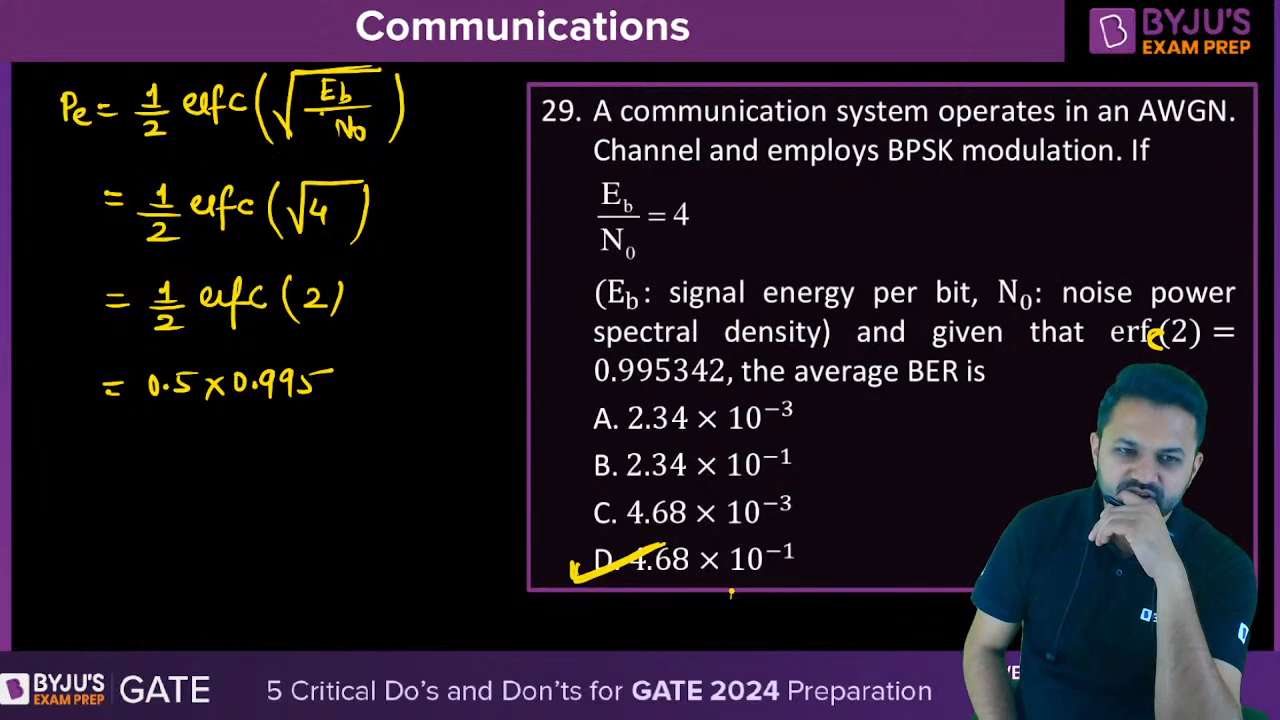 Communications
BYJU'S
EXAM PREP
Pe = 1/2 erfc (√(Eb/N0))
= 1/2 erfc (√4)
= 1/2 erfc (2)
= 0.5 × 0.995
29. A communication system operates in an AWGN.
Channel and employs BPSK modulation. If
Eb/N0 = 4
(Eb: signal energy per bit, N0: noise power
spectral density) and given that erfc(2) =
0.995342, the average BER is
A. 2.34 × 10⁻³
B. 2.34 × 10⁻¹
C. 4.68 × 10⁻³
D. 4.68 × 10⁻¹
BYJU'S
EXAM PREP
GATE
5 Critical Do's and Don'ts for GATE 2024 Preparation